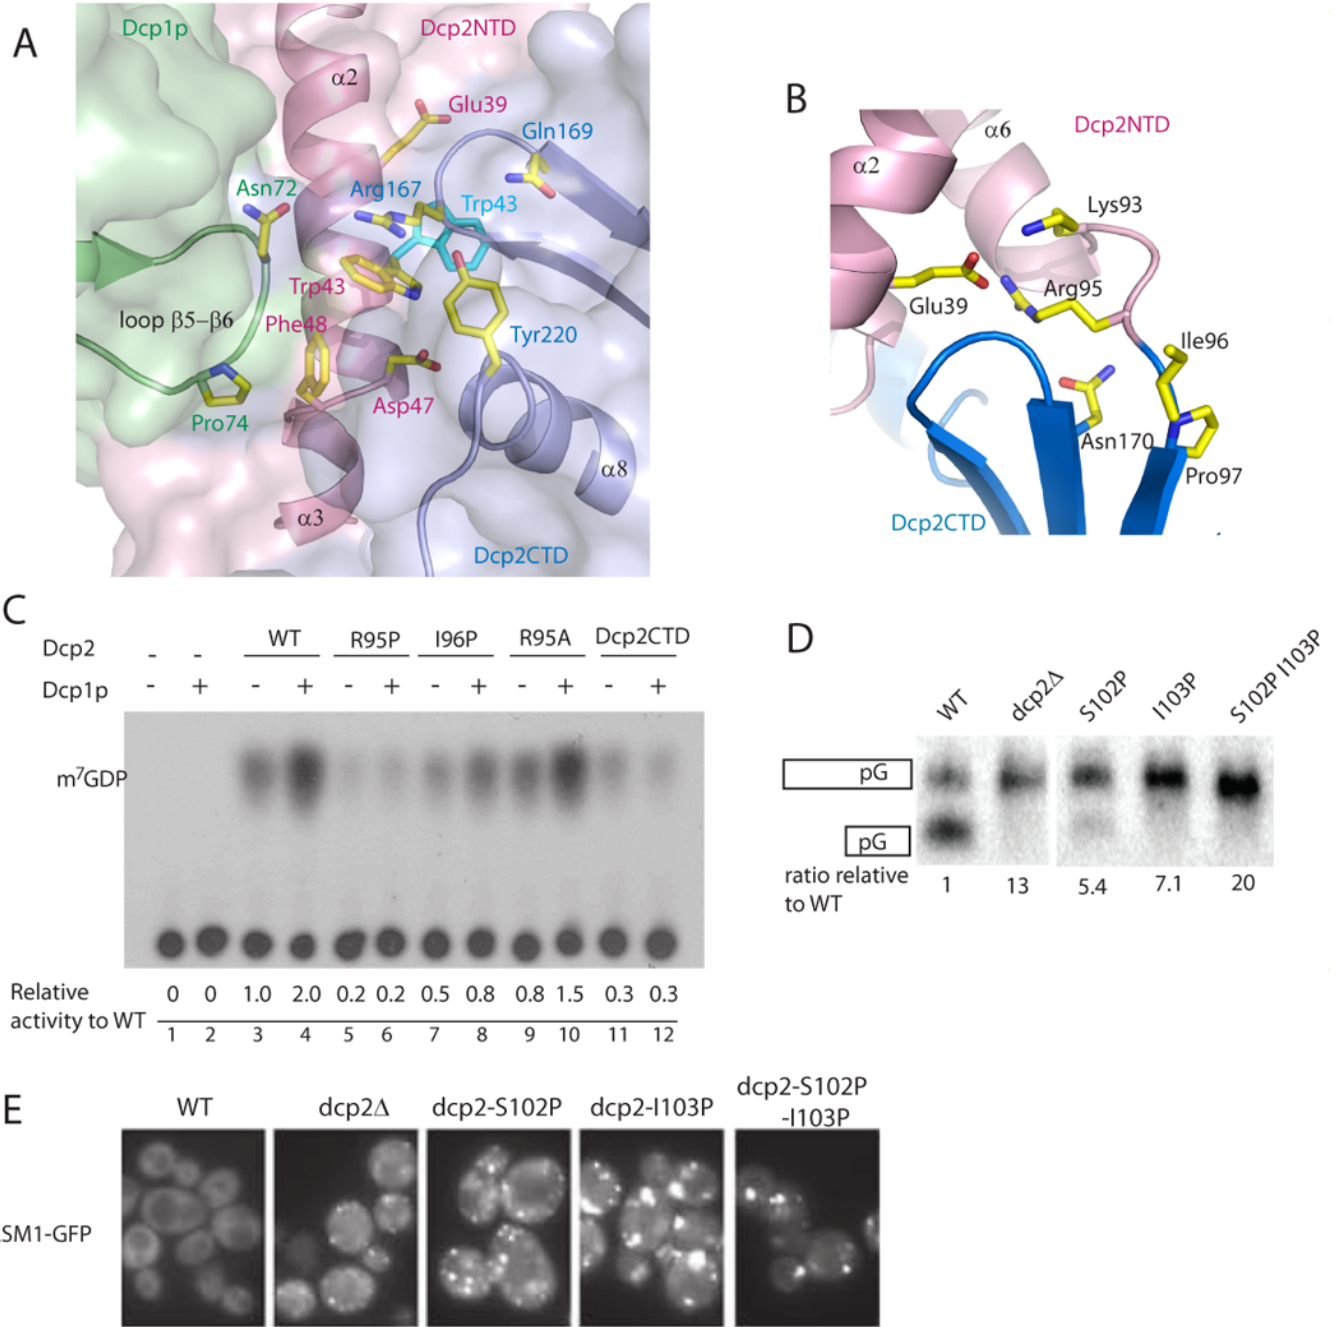 A
Dcp1p
Dcp2NTD
α2
Glu39
Gln169
Asn72
Arg167
Trp43
Trp43
loop β5–β6
Phe48
Tyr220
Asp47
Pro74
α8
α3
Dcp2CTD
B
α6
Dcp2NTD
α2
Lys93
Glu39
Arg95
Ile96
Asn170
Pro97
Dcp2CTD
C
Dcp2 - - WT R95P I96P R95A Dcp2CTD
Dcp1p - + - + - + - + - + - +
m⁷GDP
Relative
activity to WT
0 0 1.0 2.0 0.2 0.2 0.5 0.8 0.8 1.5 0.3 0.3
1 2 3 4 5 6 7 8 9 10 11 12
D
WT dcp2Δ S102P I103P S102P I103P
pG
pG
ratio relative
to WT
1 13 5.4 7.1 20
E
WT dcp2Δ dcp2-S102P dcp2-I103P dcp2-S102P
-I103P
SM1-GFP